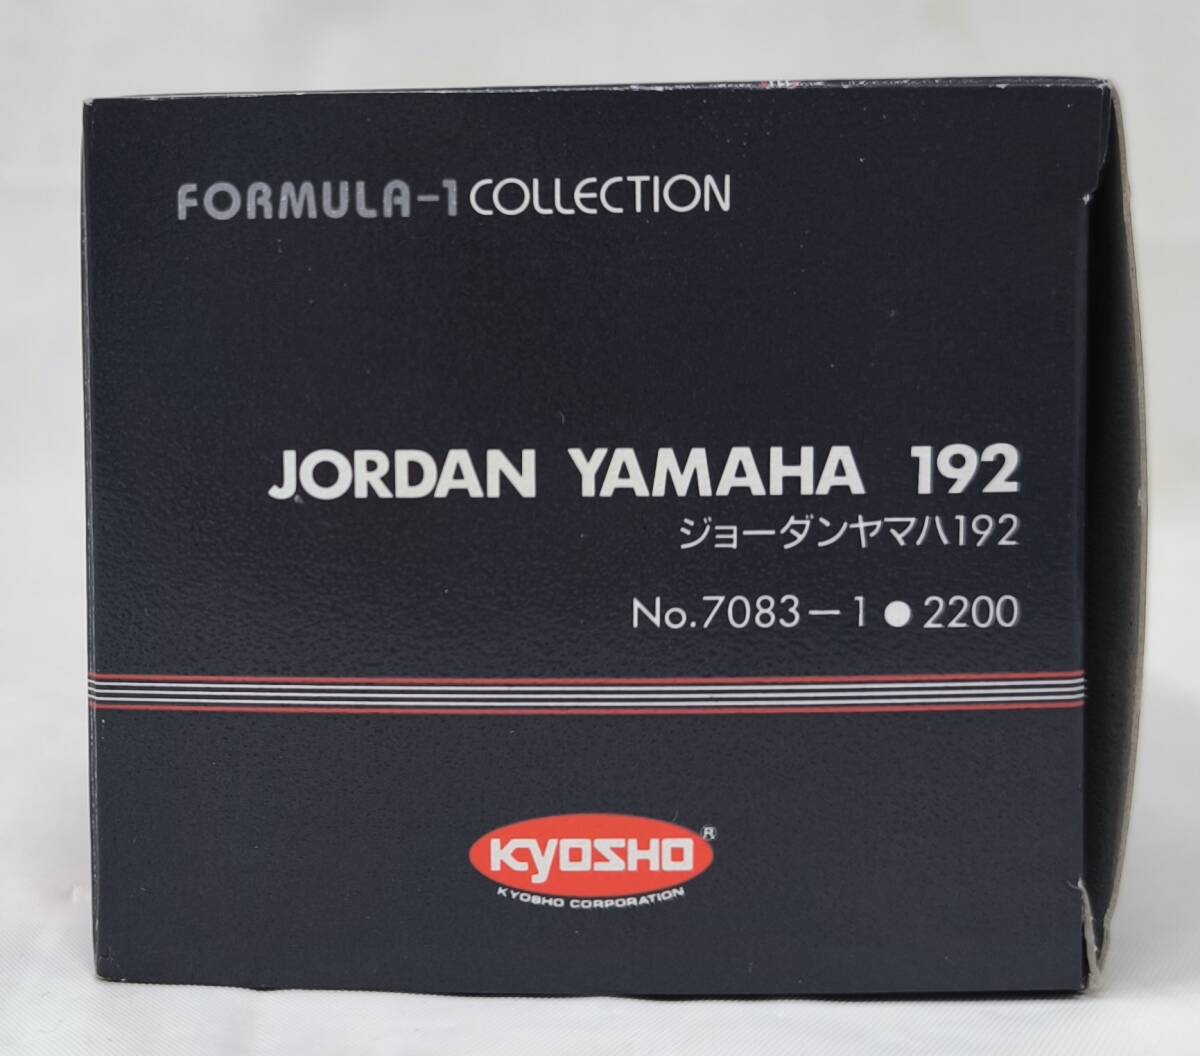 FORMULA-1 COLLECTION
JORDAN YAMAHA 192
ジョーダンヤマハ192
No.7083-1●2200
KYOSHO®
KYOSHO CORPORATION